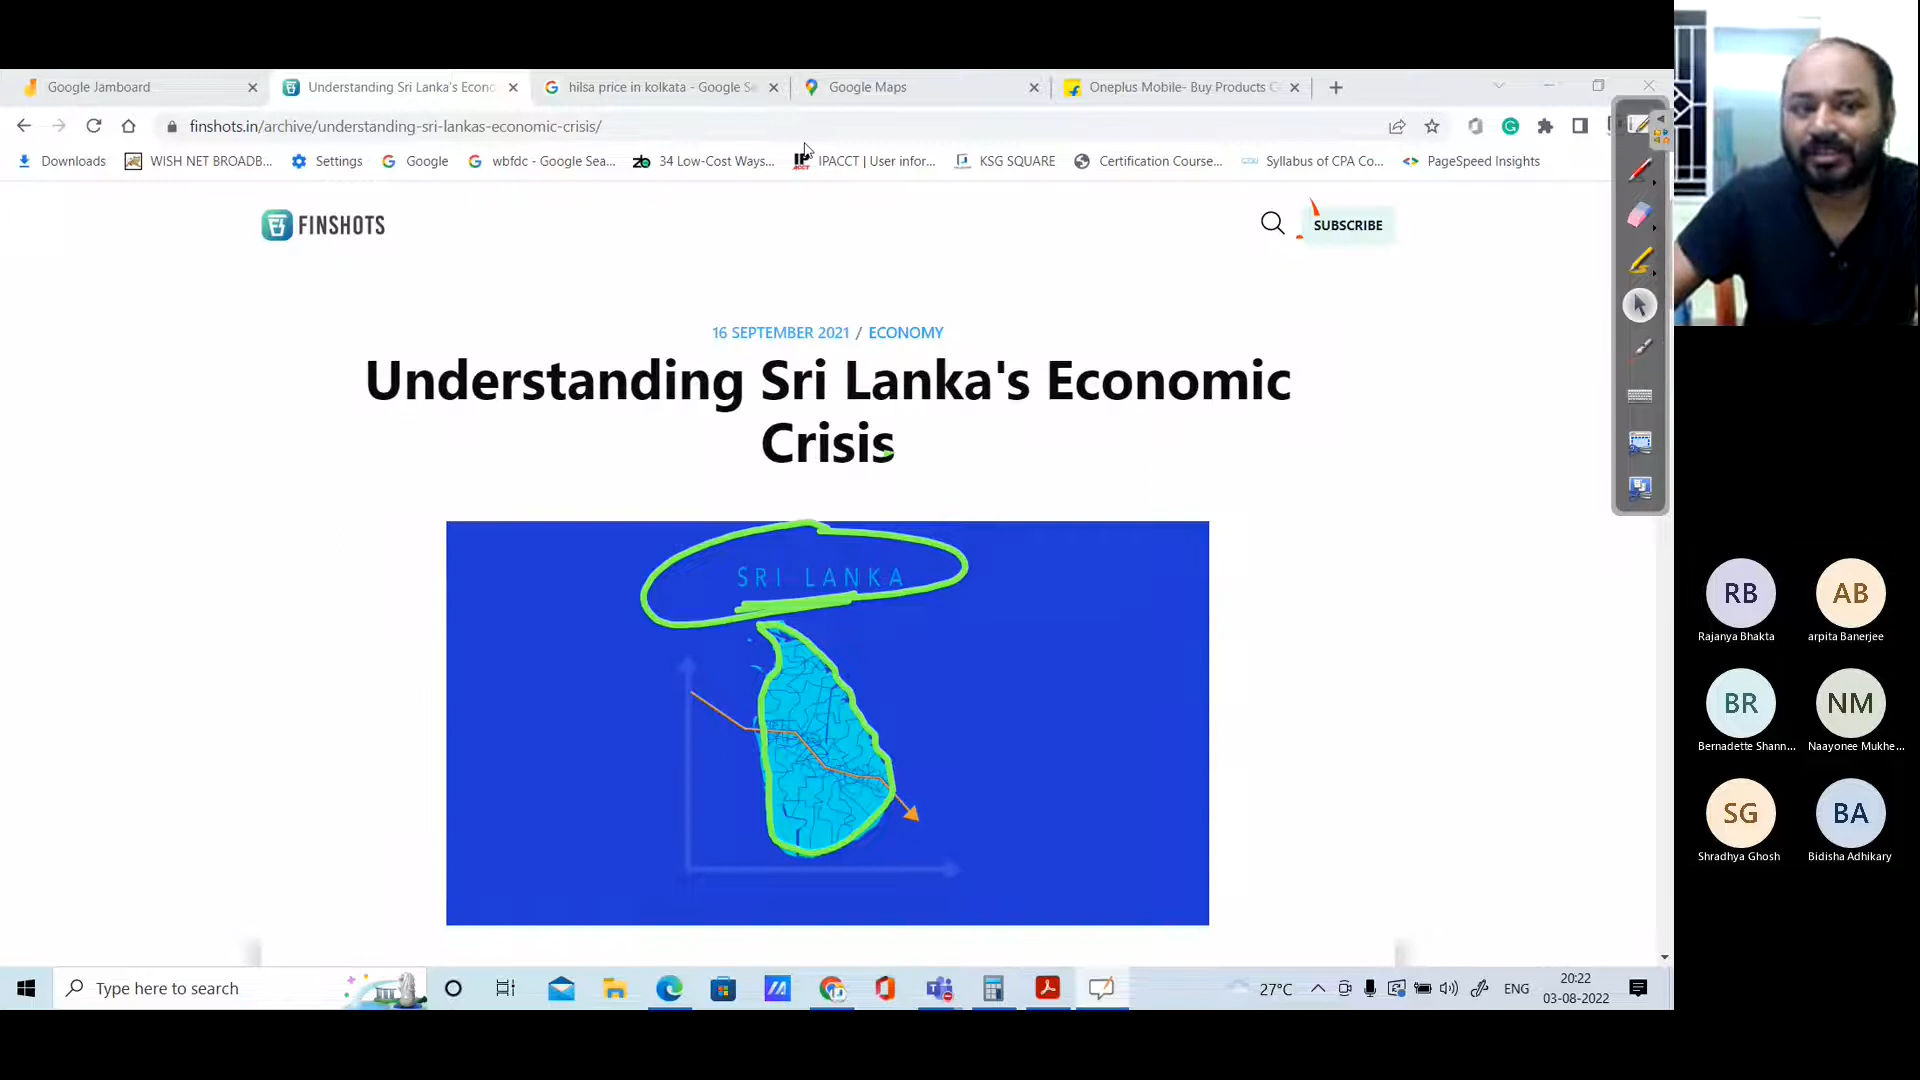 Google Jamboard
Understanding Sri Lanka's Econo
hilsa price in kolkata - Google Se
Google Maps
Oneplus Mobile- Buy Products O
finshots.in/archive/understanding-sri-lankas-economic-crisis/
Downloads
WISH NET BROADB...
Settings
Google
wbfdc - Google Sea...
34 Low-Cost Ways...
IPACCT | User infor...
KSG SQUARE
Certification Course...
Syllabus of CPA Co...
PageSpeed Insights
FINSHOTS
SUBSCRIBE
16 SEPTEMBER 2021 / ECONOMY
Understanding Sri Lanka's Economic
Crisis
SRI LANKA
RB
Rajanya Bhakta
AB
arpita Banerjee
BR
Bernadette Shann...
NM
Naayonee Mukhe...
SG
Shradhya Ghosh
BA
Bidisha Adhikary
Type here to search
27°C
ENG
20:22
03-08-2022